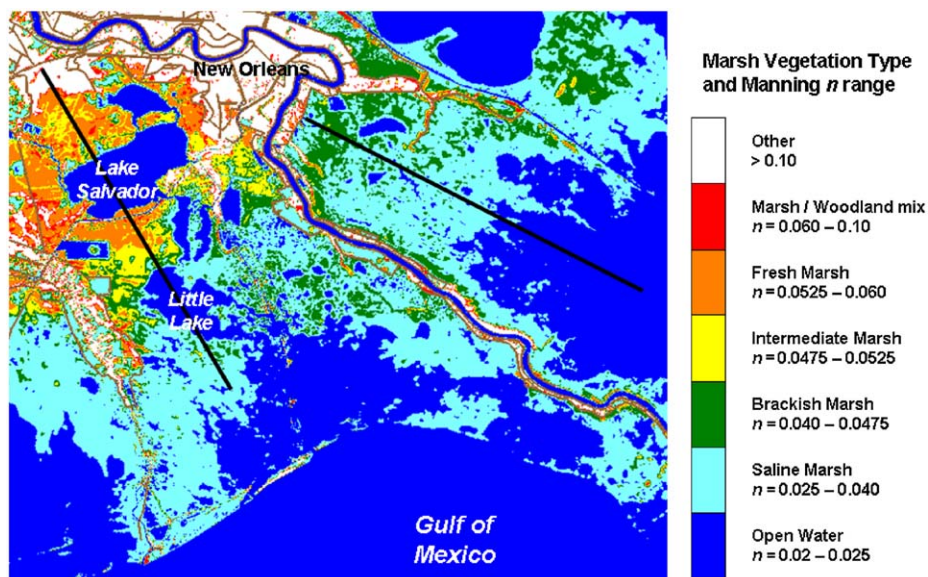 New Orleans
Lake
Salvador
Little
Lake
Gulf of
Mexico
Marsh Vegetation Type
and Manning n range
Other
> 0.10
Marsh / Woodland mix
n = 0.060 – 0.10
Fresh Marsh
n = 0.0525 – 0.060
Intermediate Marsh
n = 0.0475 – 0.0525
Brackish Marsh
n = 0.040 – 0.0475
Saline Marsh
n = 0.025 – 0.040
Open Water
n = 0.02 – 0.025